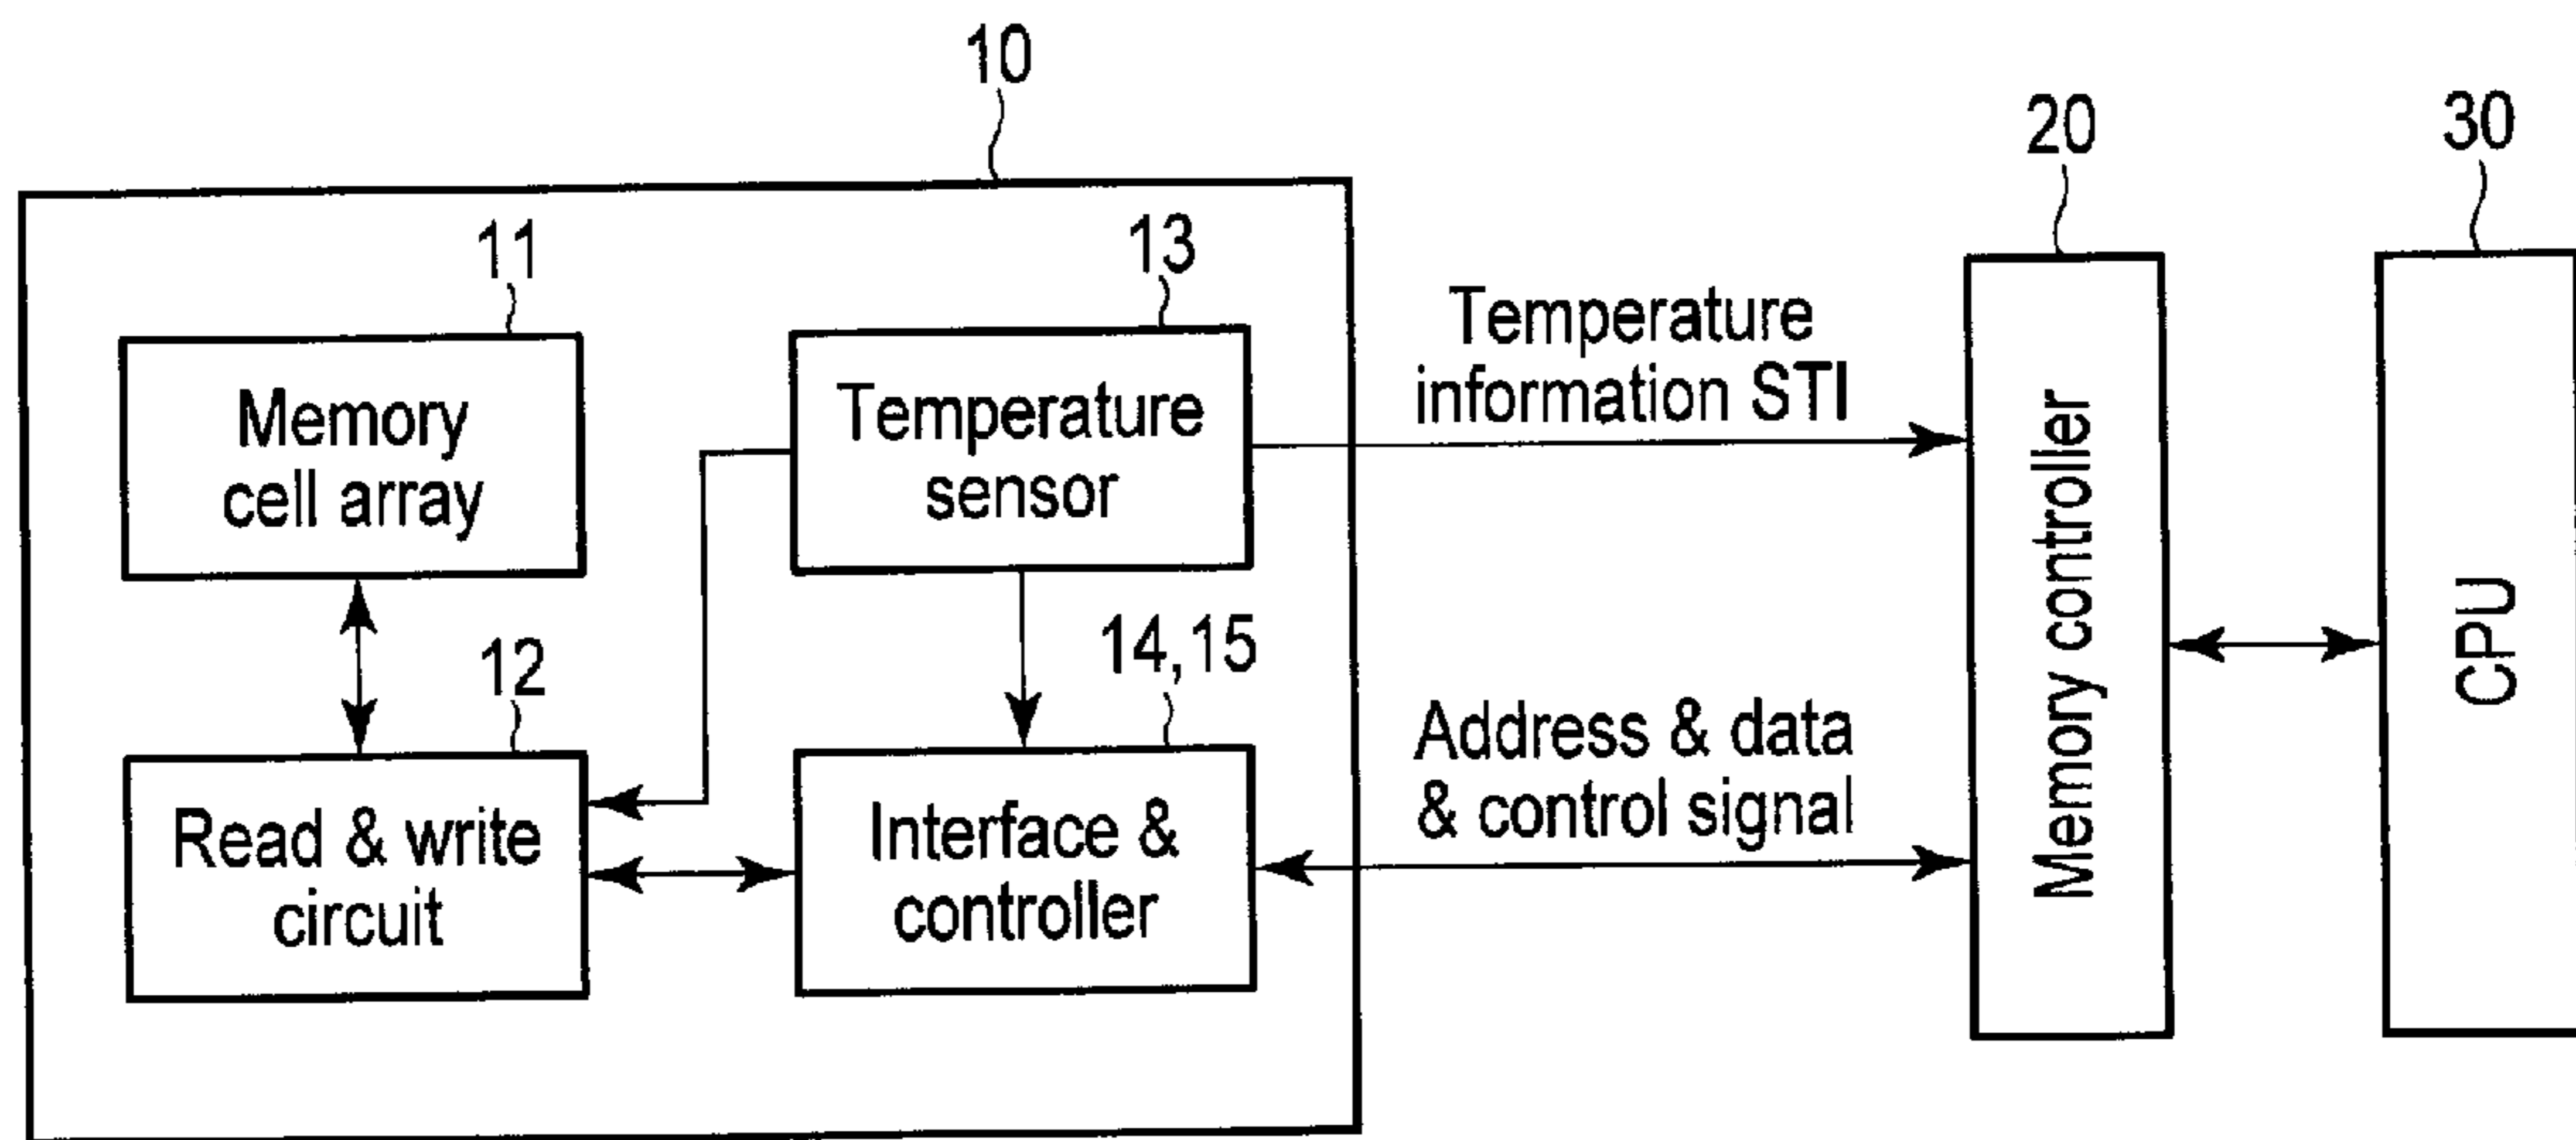 10
20
30
11
13
Temperature
information STI
Memory
cell array
Temperature
sensor
Memory controller
CPU
12
14,15
Address & data
& control signal
Read & write
circuit
Interface &
controller